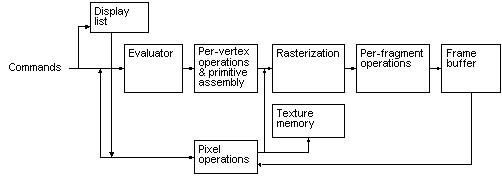 Display
list
Commands
Evaluator
Per-vertex
operations
& primitive
assembly
Rasterization
Per-fragment
operations
Frame
buffer
Texture
memory
Pixel
operations